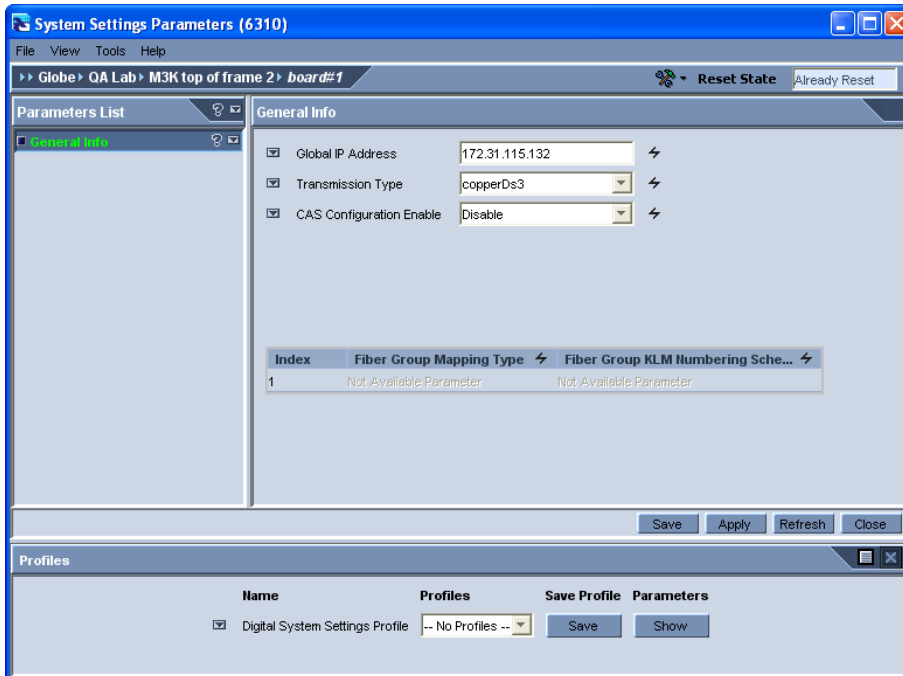 System Settings Parameters (6310)
File View Tools Help
Globe QA Lab M3K top of frame 2 board#1 Reset State Already Reset
Parameters List ? General Info
General Info ?
Global IP Address 172.31.115.132
Transmission Type copperDs3
CAS Configuration Enable Disable
Index Fiber Group Mapping Type Fiber Group KLM Numbering Sche...
1 Not Available Parameter Not Available Parameter
Save Apply Refresh Close
Profiles
Name Profiles Save Profile Parameters
Digital System Settings Profile -- No Profiles -- Save Show